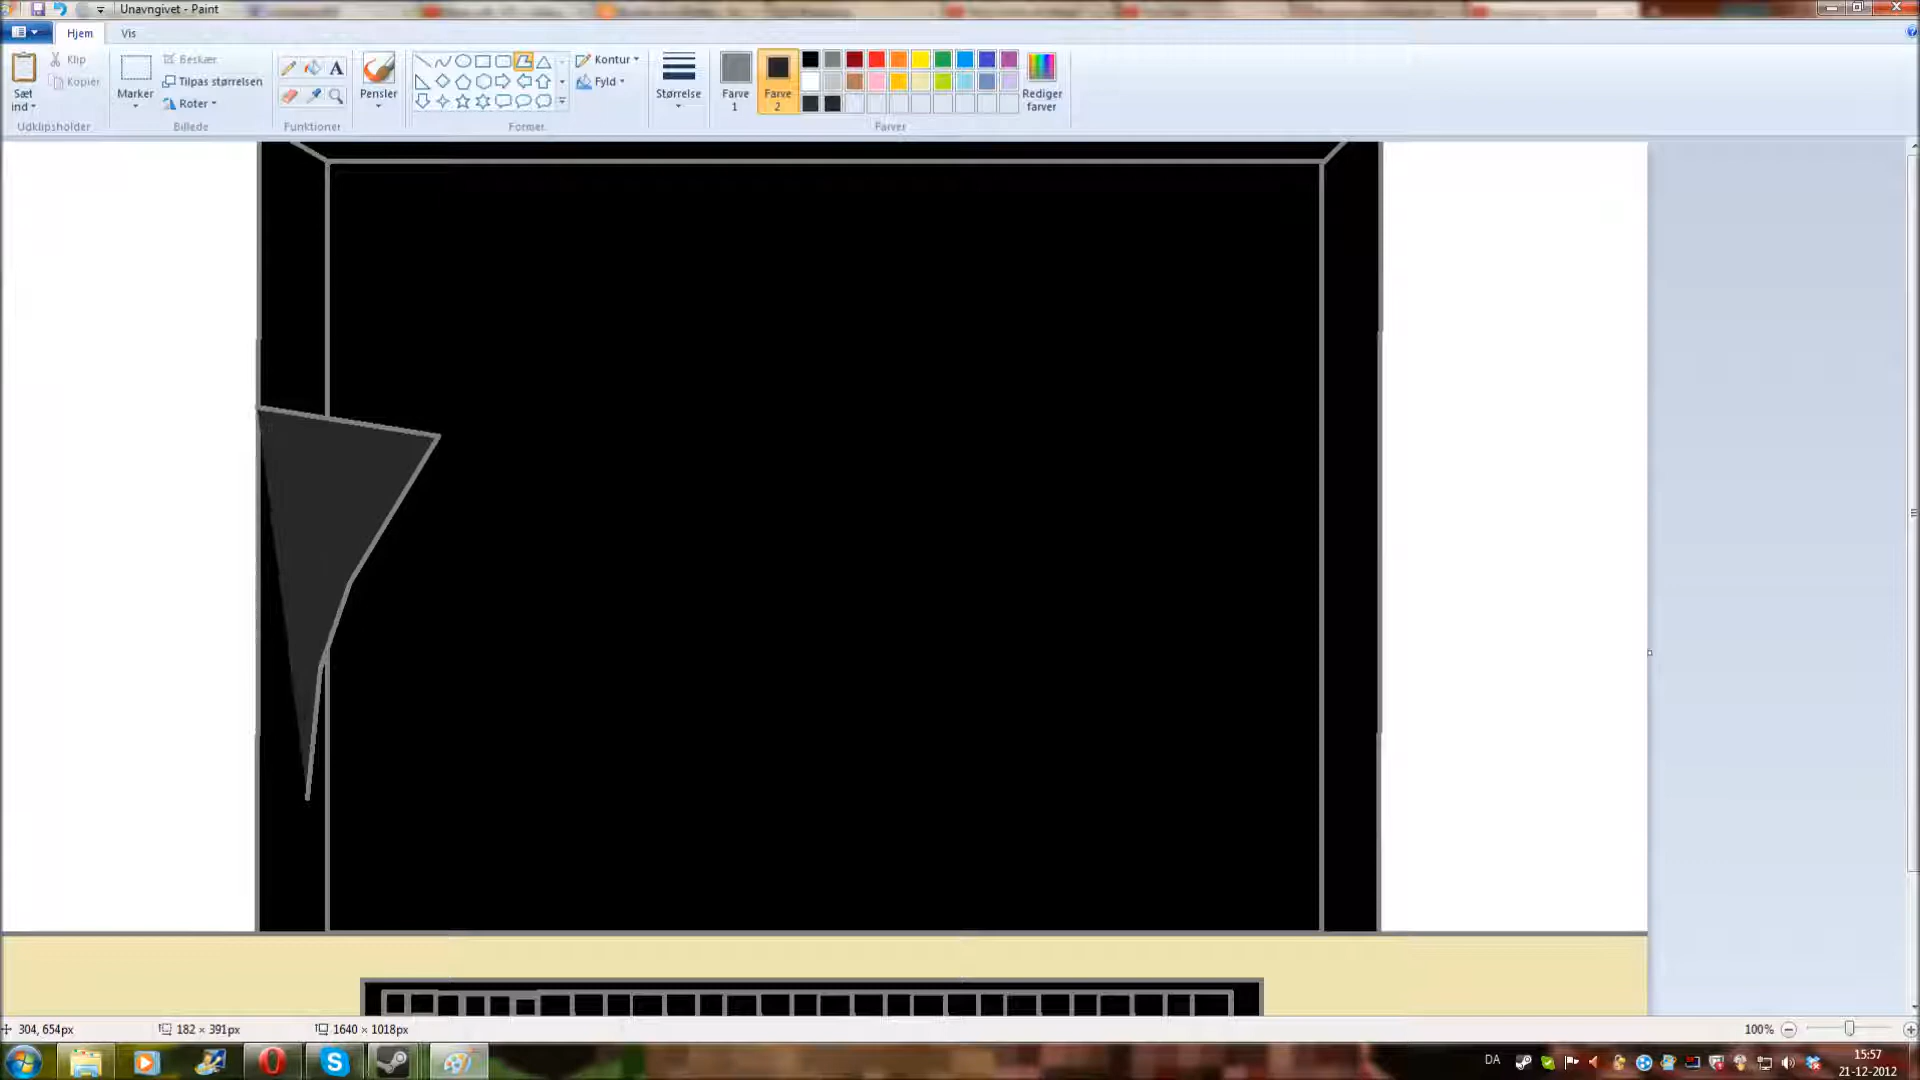 Unavngivet - Paint
Hjem Vis
Sæt ind
Klip
Kopier
Udklipsholder
Marker
Beskær
Tilpas størrelsen
Roter
Billede
A
Funktioner
Pensler
Kontur
Fyld
Former
Størrelse
Farve 1
Farve 2
Rediger farver
Farver
304, 654px 182 × 391px 1640 × 1018px 100%
DA
15:57
21-12-2012